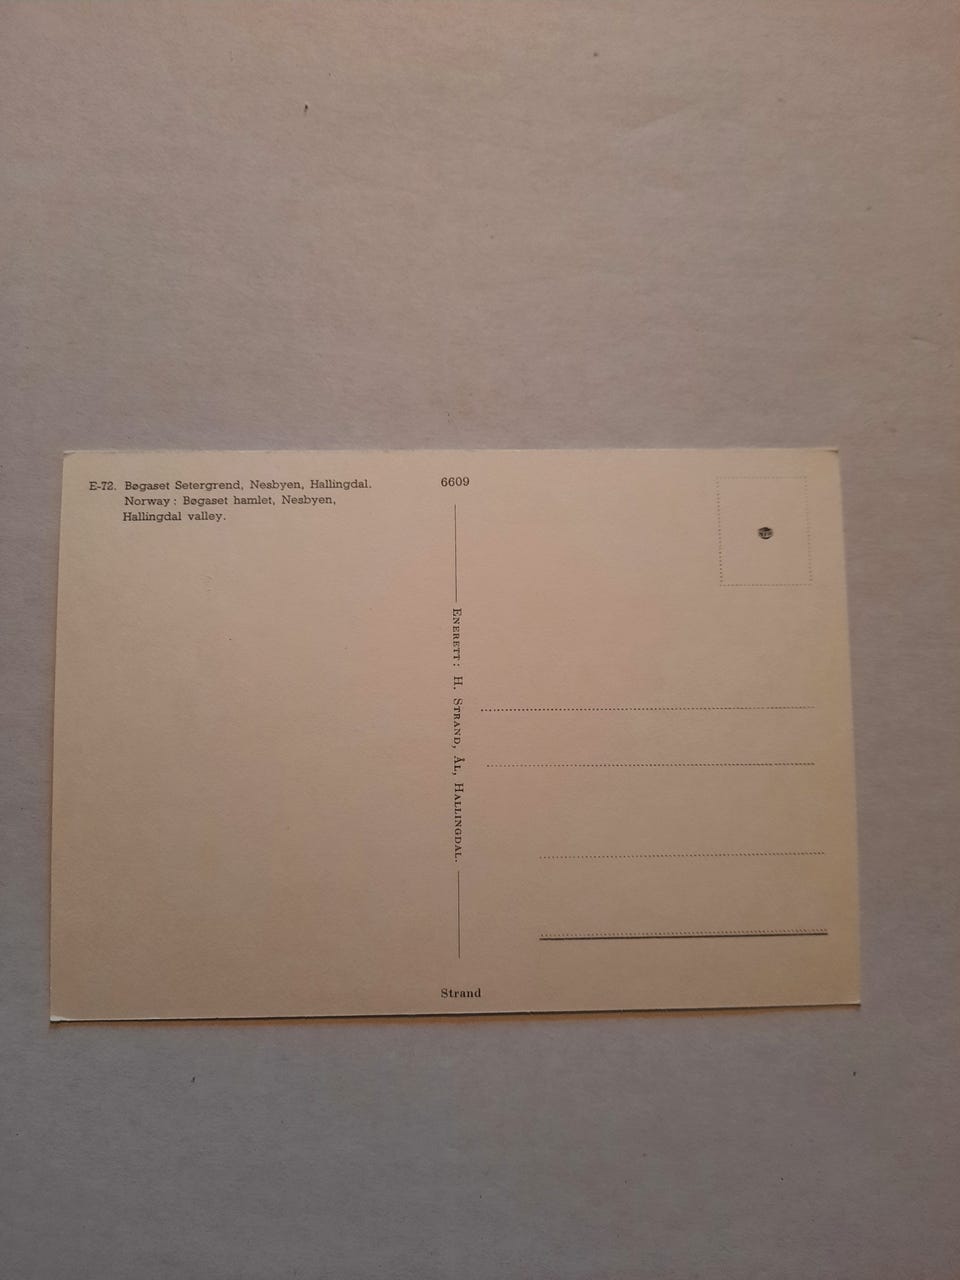 E-72. Bøgaset Setergrend, Nesbyen, Hallingdal.
Norway : Bøgaset hamlet, Nesbyen,
Hallingdal valley.
6609
ENERETT: H. STRAND, ÅL, HALLINGDAL.
Strand